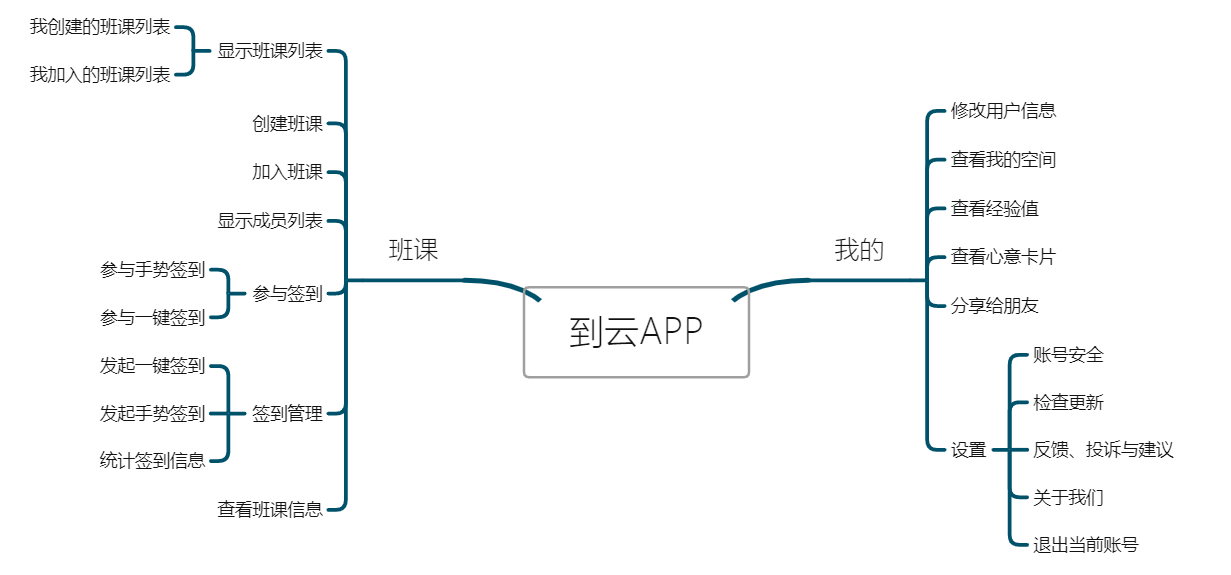 到云APP
班课
显示班课列表
我创建的班课列表
我加入的班课列表
创建班课
加入班课
显示成员列表
参与签到
参与手势签到
参与一键签到
签到管理
发起一键签到
发起手势签到
统计签到信息
查看班课信息
我的
修改用户信息
查看我的空间
查看经验值
查看心意卡片
分享给朋友
设置
账号安全
检查更新
反馈、投诉与建议
关于我们
退出当前账号